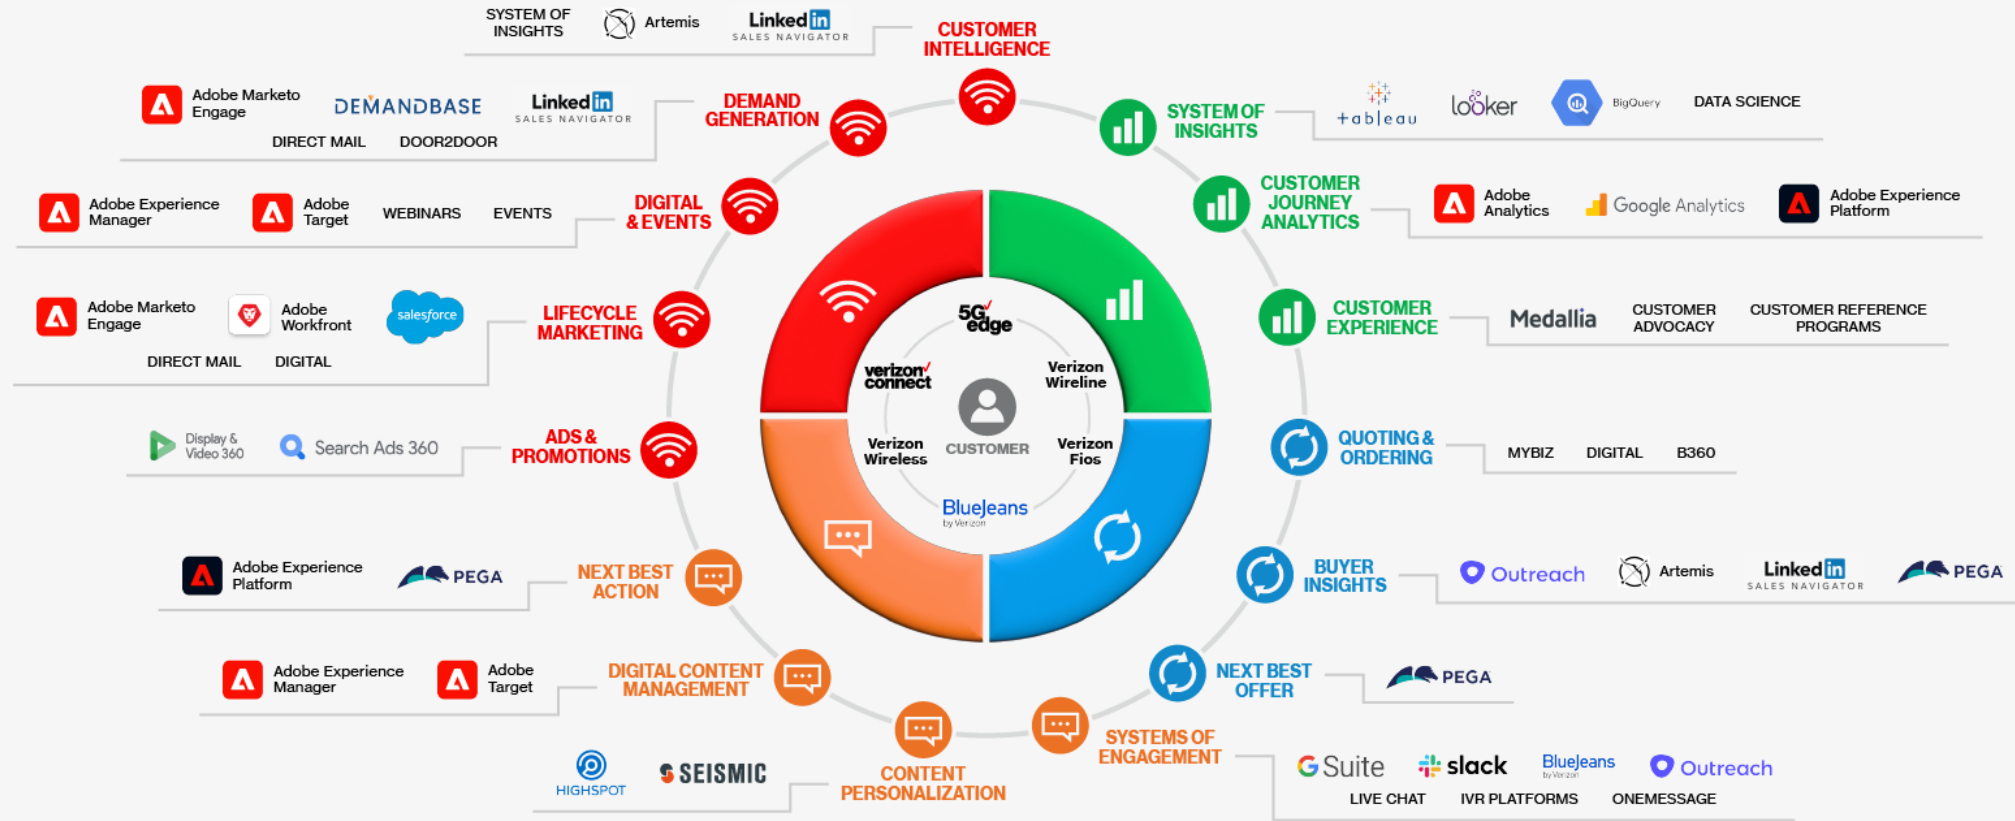 SYSTEM OF
INSIGHTS
Artemis
Linked in
SALES NAVIGATOR
CUSTOMER
INTELLIGENCE
Adobe Marketo
Engage
DEMANDBASE
Linked in
SALES NAVIGATOR
DIRECT MAIL
DOOR2DOOR
DEMAND
GENERATION
SYSTEM OF
INSIGHTS
+ableau
looker
BigQuery
DATA SCIENCE
Adobe Experience
Manager
Adobe
Target
WEBINARS
EVENTS
DIGITAL
& EVENTS
CUSTOMER
JOURNEY
ANALYTICS
Adobe
Analytics
Google Analytics
Adobe Experience
Platform
Adobe Marketo
Engage
Adobe
Workfront
salesforce
DIRECT MAIL
DIGITAL
LIFECYCLE
MARKETING
CUSTOMER
EXPERIENCE
Medallia
CUSTOMER
ADVOCACY
CUSTOMER REFERENCE
PROGRAMS
5G
edge
verizon
connect
Verizon
Wireline
CUSTOMER
Verizon
Wireless
Verizon
Fios
BlueJeans
by Verizon
Display &
Video 360
Search Ads 360
ADS &
PROMOTIONS
QUOTING &
ORDERING
MYBIZ
DIGITAL
B360
Adobe Experience
Platform
PEGA
NEXT BEST
ACTION
BUYER
INSIGHTS
Outreach
Artemis
Linked in
SALES NAVIGATOR
PEGA
Adobe Experience
Manager
Adobe
Target
DIGITAL CONTENT
MANAGEMENT
NEXT BEST
OFFER
PEGA
HIGHSPOT
SEISMIC
CONTENT
PERSONALIZATION
SYSTEMS OF
ENGAGEMENT
G Suite
slack
BlueJeans
by Verizon
Outreach
LIVE CHAT
IVR PLATFORMS
ONEMESSAGE